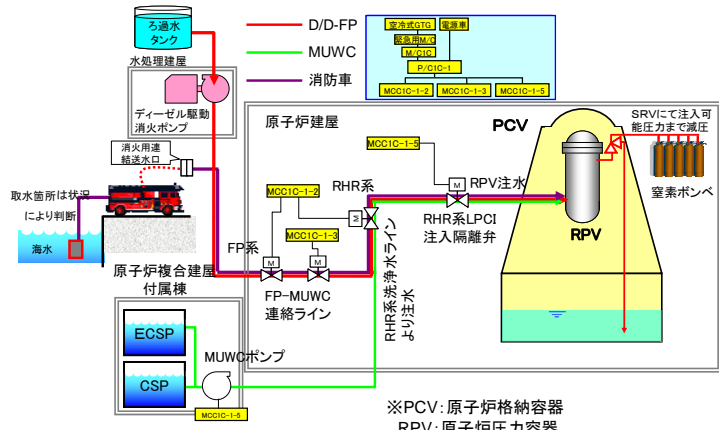 ろ過水
タンク
水処理建屋
ディーゼル駆動
消火ポンプ
消火用連
結送水口
取水箇所は状況
により判断
海水
D/D-FP
MUWC
消防車
空冷式GTG
電源車
緊急用M/C
M/C1C
P/C1C-1
MCC1C-1-2
MCC1C-1-3
MCC1C-1-5
原子炉建屋
PCV
SRVにて注入可
能圧力まで減圧
窒素ボンベ
RPV
MCC1C-1-5
M
RPV注水
RHR系LPCI
注入隔離弁
RHR系
MCC1C-1-2
M
MCC1C-1-3
FP系
M
M
FP-MUWC
連絡ライン
RHR系洗浄水ライン
より注水
原子炉複合建屋
付属棟
ECSP
CSP
MUWCポンプ
MCC1C-1-5
※PCV:原子炉格納容器
RPV:原子炉圧力容器